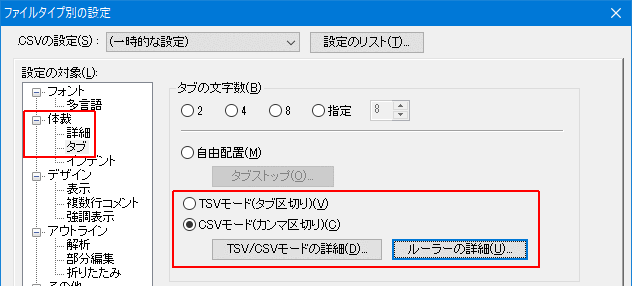 ファイルタイプ別の設定
CSVの設定(S): (一時的な設定) 設定のリスト(T)...
設定の対象(L):
フォント
多言語
体裁
詳細
タブ
インデント
デザイン
表示
複数行コメント
強調表示
アウトライン
解析
部分編集
折りたたみ
その他
タブの文字数(B)
2 4 8 指定 8
自由配置(M)
タブストップ(O)...
TSVモード(タブ区切り)(V)
CSVモード(カンマ区切り)(C)
TSV/CSVモードの詳細(D)... ルーラーの詳細(U)...